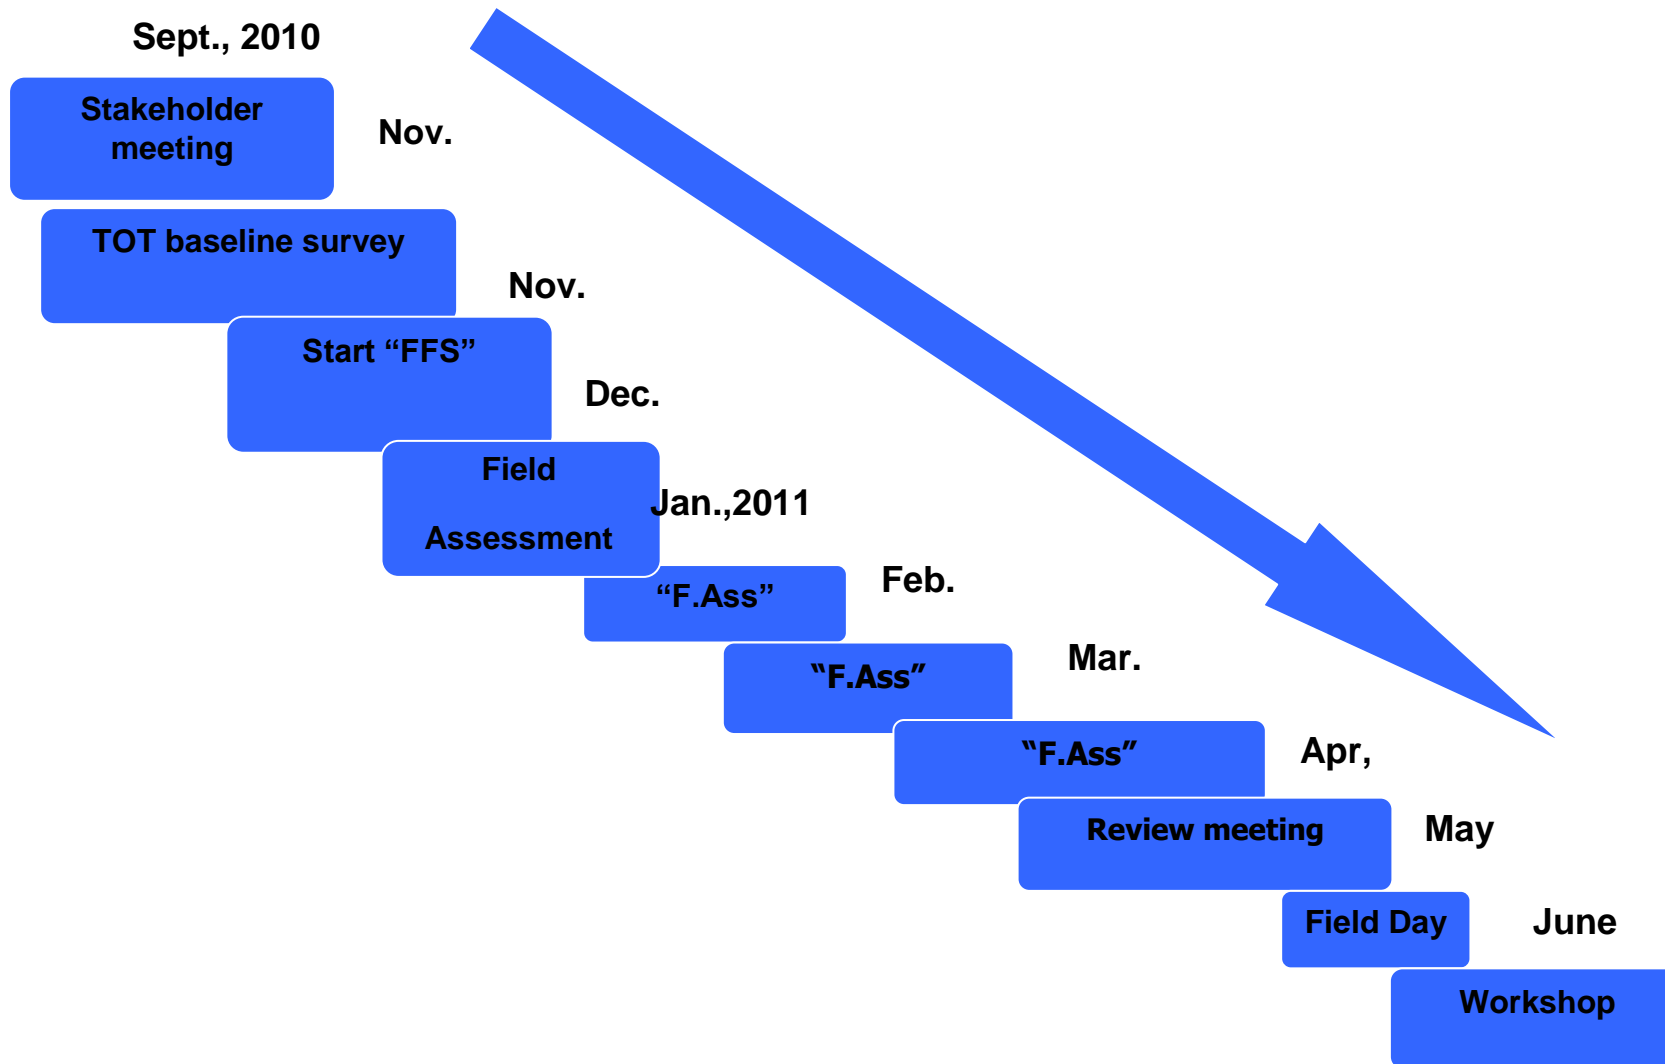 Sept., 2010
Stakeholder
meeting
Nov.
TOT baseline survey
Nov.
Start “FFS”
Dec.
Field
Assessment
Jan.,2011
“F.Ass”
Feb.
“F.Ass”
Mar.
“F.Ass”
Apr,
Review meeting
May
Field Day
June
Workshop